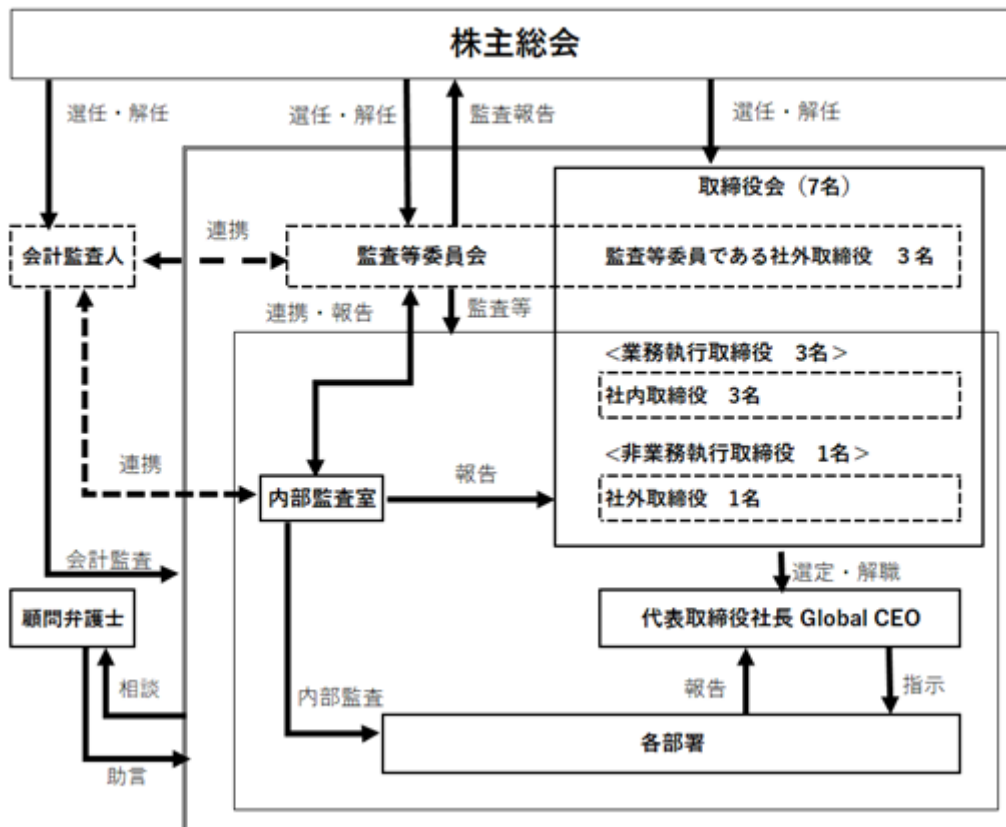 株主総会
選任・解任
選任・解任
監査報告
選任・解任
取締役会（7名）
連携
会計監査人
監査等委員会
監査等委員である社外取締役　３名
連携・報告
監査等
＜業務執行取締役　3名＞
社内取締役　3名
＜非業務執行取締役　1名＞
社外取締役　1名
連携
内部監査室
報告
会計監査
選定・解職
顧問弁護士
代表取締役社長 Global CEO
相談
内部監査
報告
指示
各部署
助言